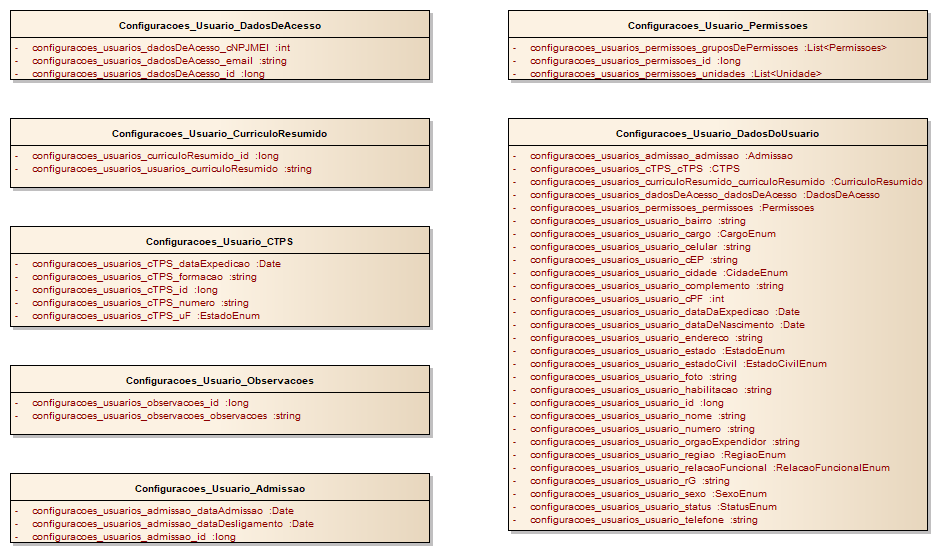 Configuracoes_Usuario_DadosDeAcesso
- configuracoes_usuarios_dadosDeAcesso_cNPJMEI :int
- configuracoes_usuarios_dadosDeAcesso_email :string
- configuracoes_usuarios_dadosDeAcesso_id :long
Configuracoes_Usuario_CurriculoResumido
- configuracoes_usuarios_curriculoResumido_id :long
- configuracoes_usuarios_usuarios_curriculoResumido :string
Configuracoes_Usuario_CTPS
- configuracoes_usuarios_cTPS_dataExpedicao :Date
- configuracoes_usuarios_cTPS_formacao :string
- configuracoes_usuarios_cTPS_id :long
- configuracoes_usuarios_cTPS_numero :string
- configuracoes_usuarios_cTPS_uF :EstadoEnum
Configuracoes_Usuario_Observacoes
- configuracoes_usuarios_observacoes_id :long
- configuracoes_usuarios_observacoes_observacoes :string
Configuracoes_Usuario_Admissao
- configuracoes_usuarios_admissao_dataAdmissao :Date
- configuracoes_usuarios_admissao_dataDesligamento :Date
- configuracoes_usuarios_admissao_id :long
Configuracoes_Usuario_Permissoes
- configuracoes_usuarios_permissoes_gruposDePermissoes :List<Permissoes>
- configuracoes_usuarios_permissoes_id :long
- configuracoes_usuarios_permissoes_unidades :List<Unidade>
Configuracoes_Usuario_DadosDoUsuario
- configuracoes_usuarios_admissao_admissao :Admissao
- configuracoes_usuarios_cTPS_cTPS :CTPS
- configuracoes_usuarios_curriculoResumido_curriculoResumido :CurriculoResumido
- configuracoes_usuarios_dadosDeAcesso_dadosDeAcesso :DadosDeAcesso
- configuracoes_usuarios_permissoes_permissoes :Permissoes
- configuracoes_usuarios_usuario_bairro :string
- configuracoes_usuarios_usuario_cargo :CargoEnum
- configuracoes_usuarios_usuario_celular :string
- configuracoes_usuarios_usuario_cEP :string
- configuracoes_usuarios_usuario_cidade :CidadeEnum
- configuracoes_usuarios_usuario_complemento :string
- configuracoes_usuarios_usuario_cPF :int
- configuracoes_usuarios_usuario_dataDaExpedicao :Date
- configuracoes_usuarios_usuario_dataDeNascimento :Date
- configuracoes_usuarios_usuario_endereco :string
- configuracoes_usuarios_usuario_estado :EstadoEnum
- configuracoes_usuarios_usuario_estadoCivil :EstadoCivilEnum
- configuracoes_usuarios_usuario_foto :string
- configuracoes_usuarios_usuario_habilitacao :string
- configuracoes_usuarios_usuario_id :long
- configuracoes_usuarios_usuario_nome :string
- configuracoes_usuarios_usuario_numero :string
- configuracoes_usuarios_usuario_orgaoExpendidor :string
- configuracoes_usuarios_usuario_regiao :RegiaoEnum
- configuracoes_usuarios_usuario_relacaoFuncional :RelacaoFuncionalEnum
- configuracoes_usuarios_usuario_rG :string
- configuracoes_usuarios_usuario_sexo :SexoEnum
- configuracoes_usuarios_usuario_status :StatusEnum
- configuracoes_usuarios_usuario_telefone :string